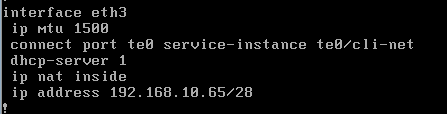 interface eth3
ip mtu 1500
connect port te0 service-instance te0/cli-net
dhcp-server 1
ip nat inside
ip address 192.168.10.65/28
!